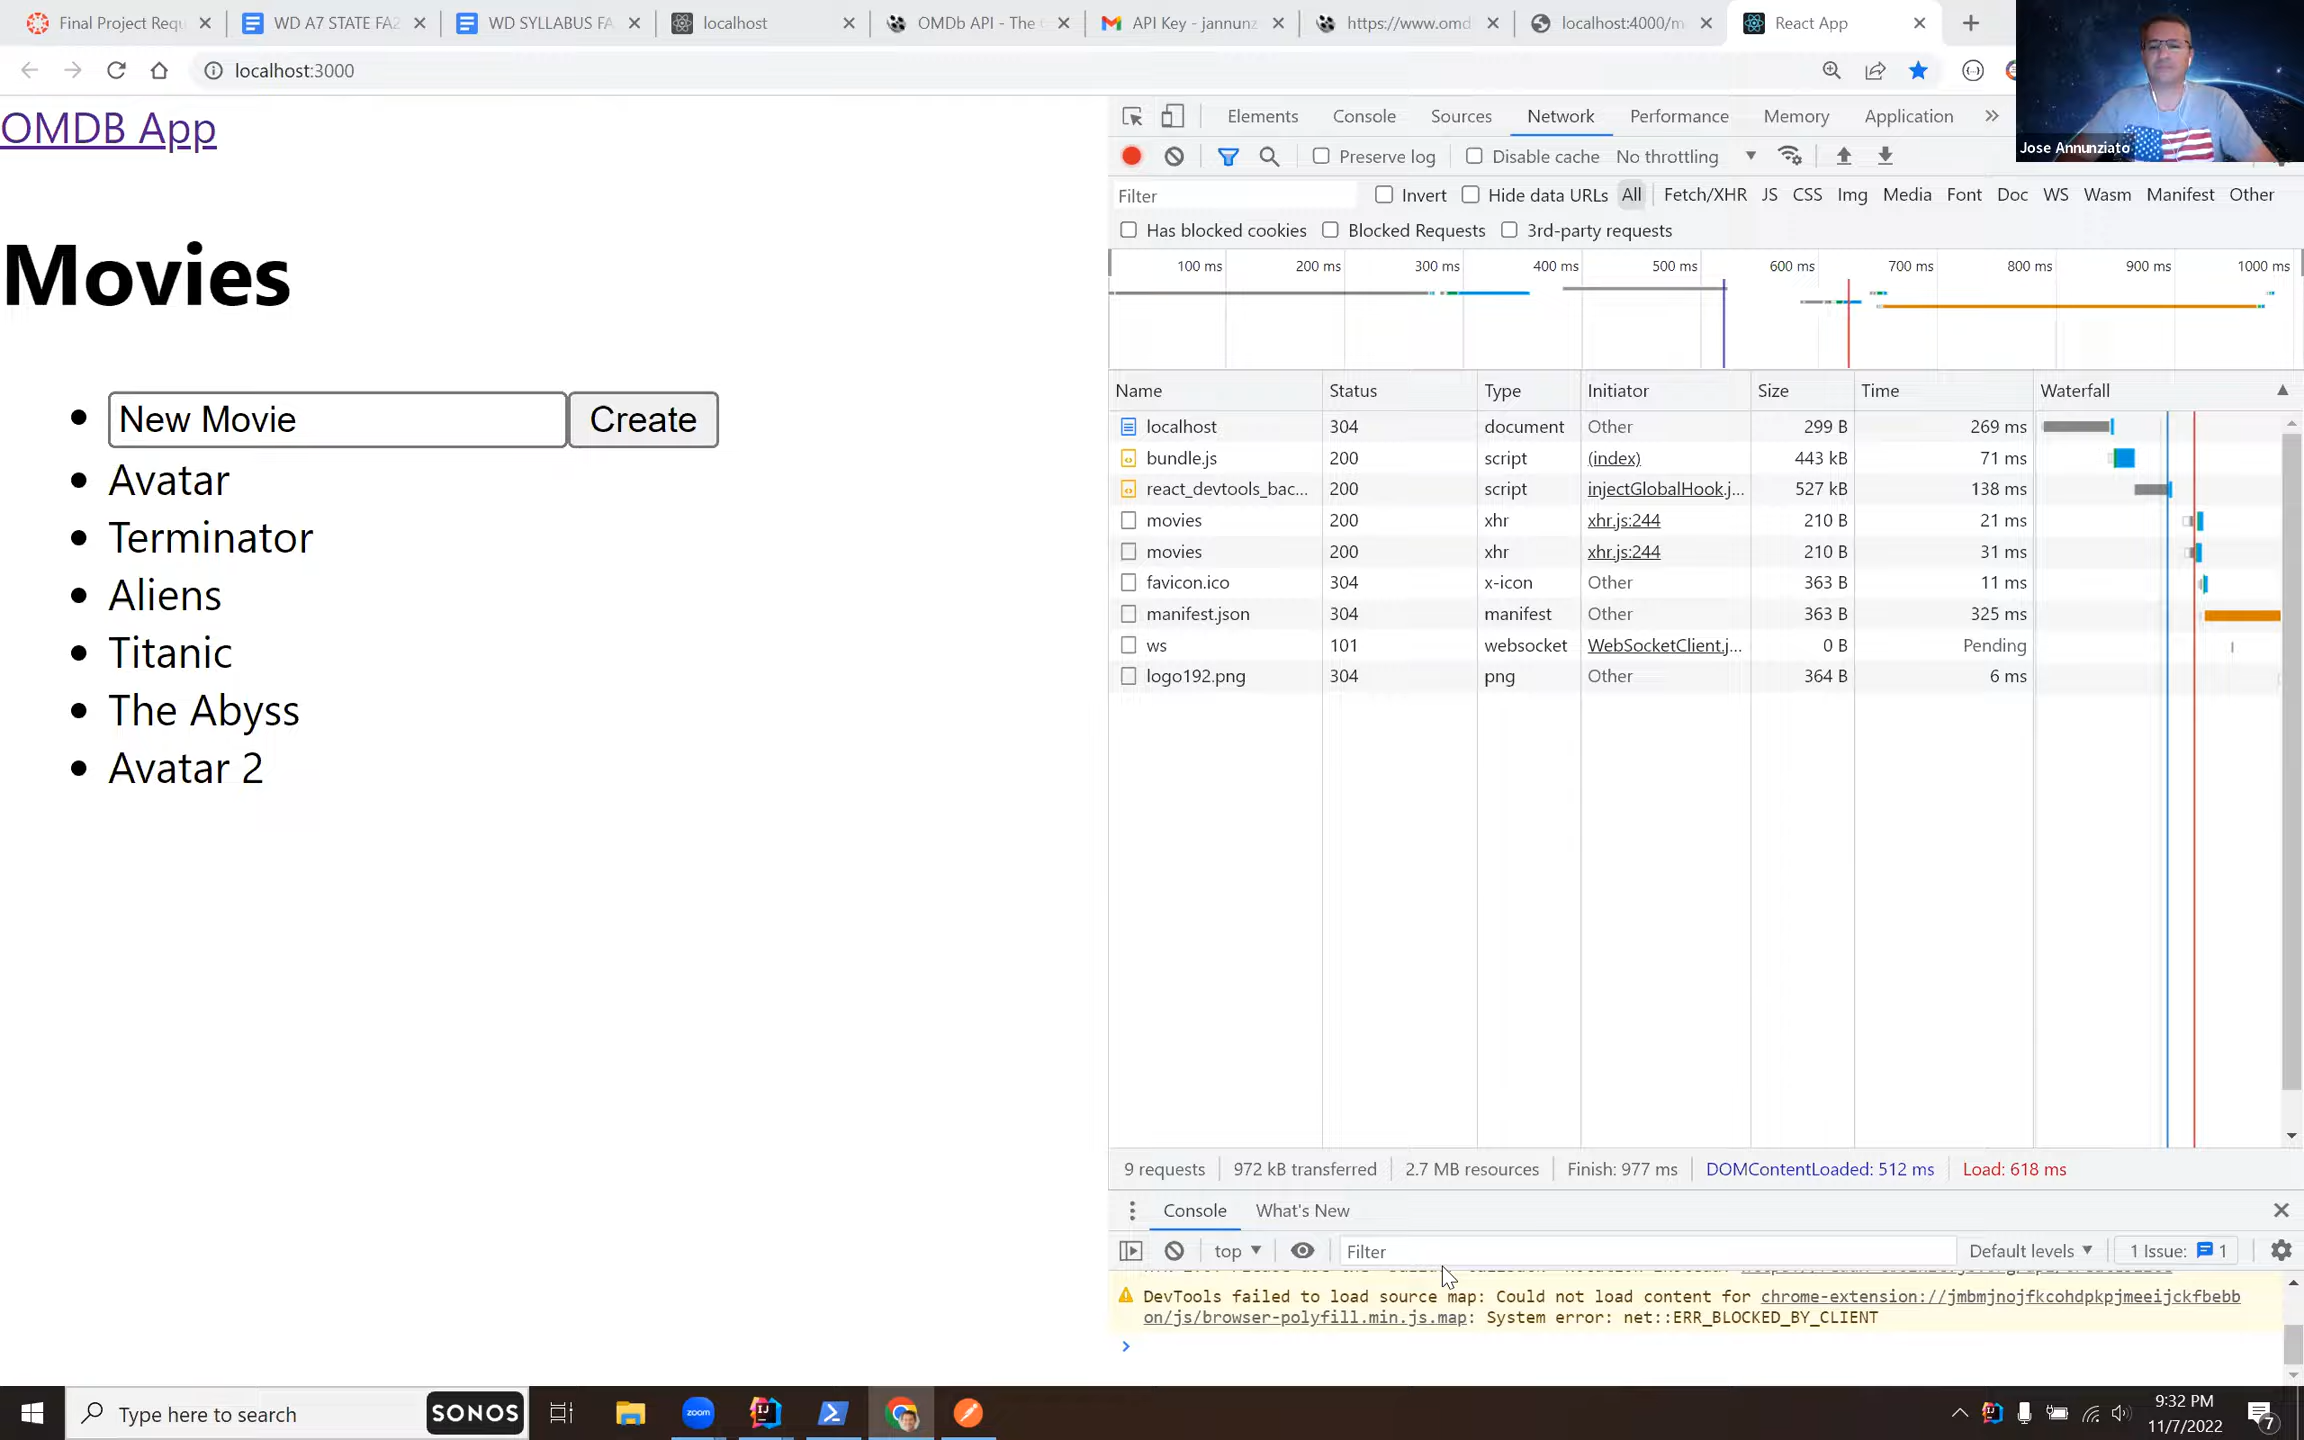 Final Project Requ
WD A7 STATE FA2
WD SYLLABUS FA
localhost
OMDb API - The
API Key - jannunz
https://www.omd
localhost:4000/m
React App
localhost:3000
OMDB App
Movies
New Movie
Create
Avatar
Terminator
Aliens
Titanic
The Abyss
Avatar 2
Jose Annunziato
Elements Console Sources Network Performance Memory Application
Preserve log Disable cache No throttling
Filter Invert Hide data URLs All Fetch/XHR JS CSS Img Media Font Doc WS Wasm Manifest Other
Has blocked cookies Blocked Requests 3rd-party requests
100 ms 200 ms 300 ms 400 ms 500 ms 600 ms 700 ms 800 ms 900 ms 1000 ms
Name Status Type Initiator Size Time Waterfall
localhost 304 document Other 299 B 269 ms
bundle.js 200 script (index) 443 kB 71 ms
react_devtools_bac... 200 script injectGlobalHook.j... 527 kB 138 ms
movies 200 xhr xhr.js:244 210 B 21 ms
movies 200 xhr xhr.js:244 210 B 31 ms
favicon.ico 304 x-icon Other 363 B 11 ms
manifest.json 304 manifest Other 363 B 325 ms
ws 101 websocket WebSocketClient.j... 0 B Pending
logo192.png 304 png Other 364 B 6 ms
9 requests 972 kB transferred 2.7 MB resources Finish: 977 ms DOMContentLoaded: 512 ms Load: 618 ms
Console What's New
top Filter Default levels 1 Issue: 1
DevTools failed to load source map: Could not load content for chrome-extension://jmbmjnojfkcohdpkpjmeeijckfbebb
on/js/browser-polyfill.min.js.map: System error: net::ERR_BLOCKED_BY_CLIENT
Type here to search
SONOS
zoom
9:32 PM
11/7/2022
7